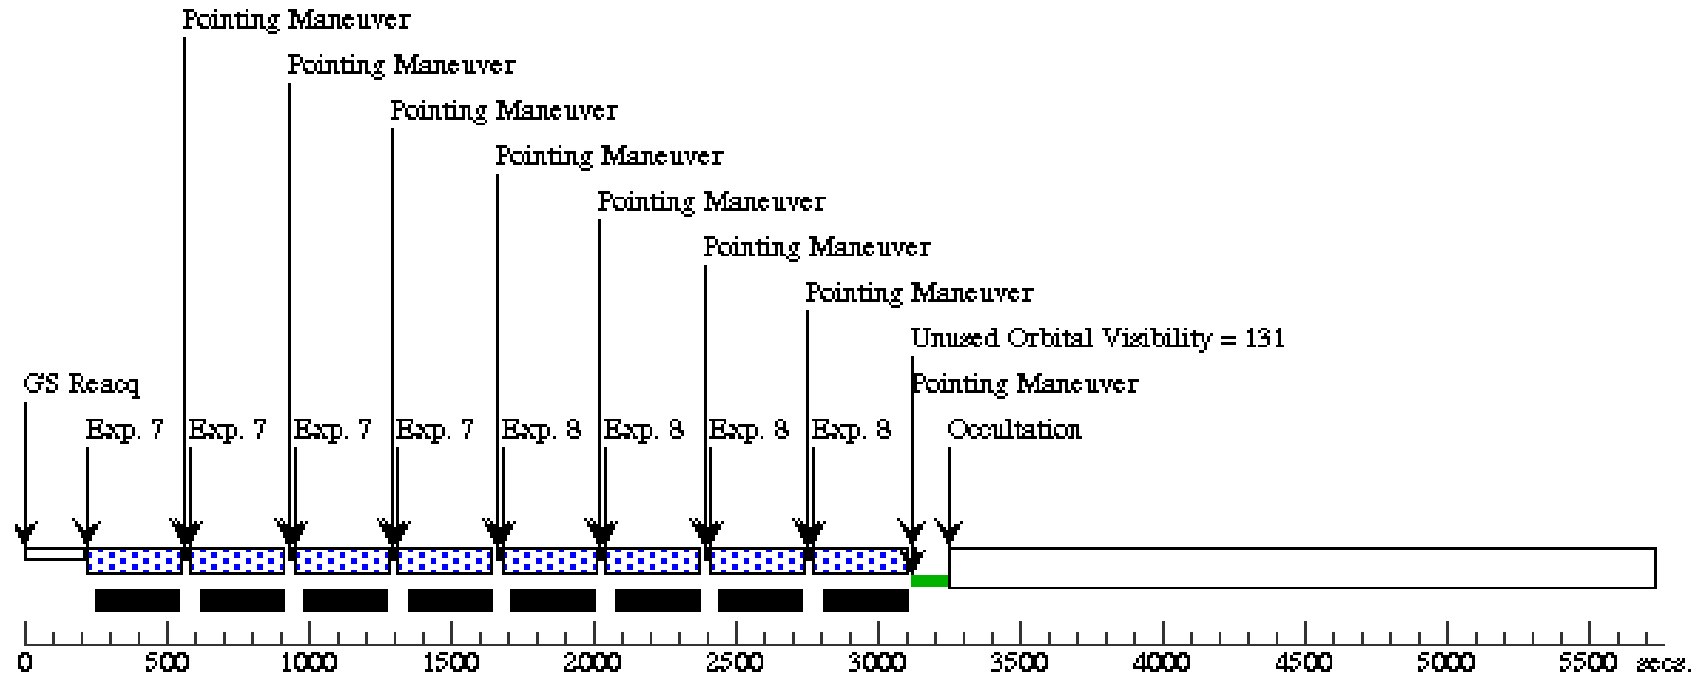 Pointing Maneuver
Pointing Maneuver
Pointing Maneuver
Pointing Maneuver
Pointing Maneuver
Pointing Maneuver
Pointing Maneuver
Unused Orbital Visibility = 131
GS Reacq Pointing Maneuver
Exp. 7 Exp. 7 Exp. 7 Exp. 7 Exp. 8 Exp. 8 Exp. 8 Exp. 8 Occultation
0 500 1000 1500 2000 2500 3000 3500 4000 4500 5000 5500 secs.